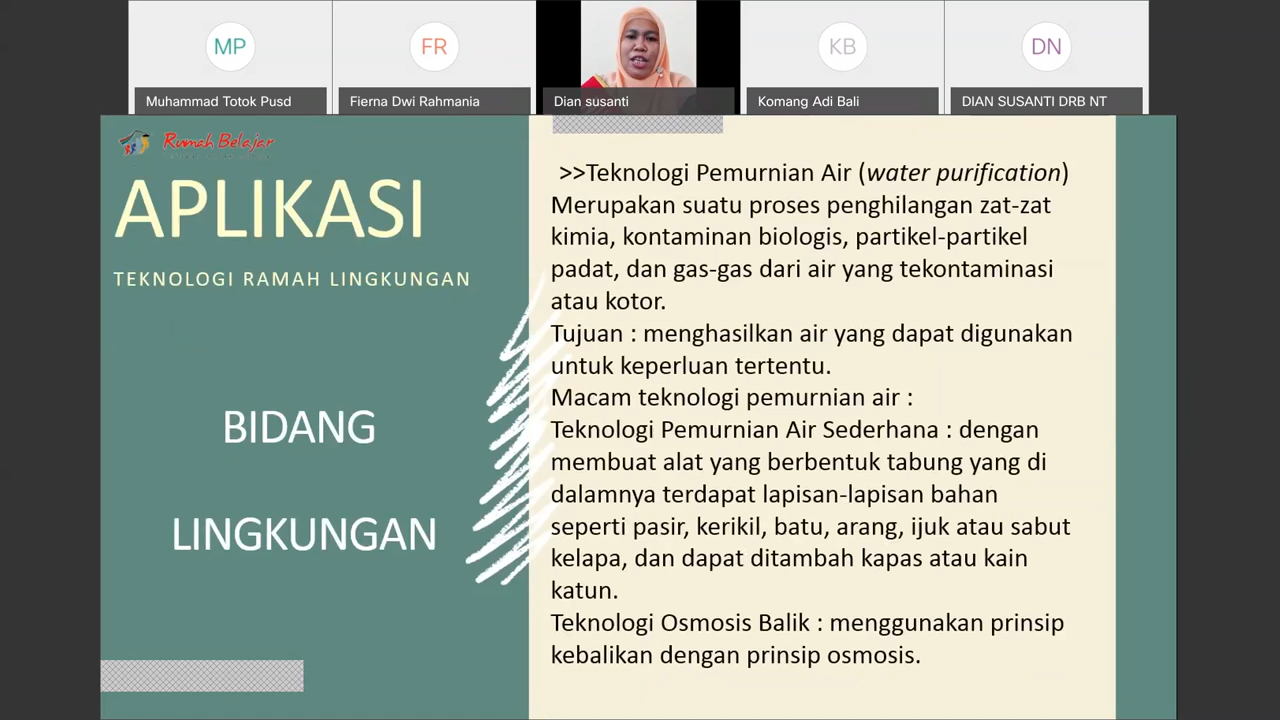 MP
FR
KB
DN
Muhammad Totok Pusd
Fierna Dwi Rahmania
Dian susanti
Komang Adi Bali
DIAN SUSANTI DRB NT
Rumah Belajar
APLIKASI
TEKNOLOGI RAMAH LINGKUNGAN
BIDANG
LINGKUNGAN
>>Teknologi Pemurnian Air (water purification)
Merupakan suatu proses penghilangan zat-zat
kimia, kontaminan biologis, partikel-partikel
padat, dan gas-gas dari air yang tekontaminasi
atau kotor.
Tujuan : menghasilkan air yang dapat digunakan
untuk keperluan tertentu.
Macam teknologi pemurnian air :
Teknologi Pemurnian Air Sederhana : dengan
membuat alat yang berbentuk tabung yang di
dalamnya terdapat lapisan-lapisan bahan
seperti pasir, kerikil, batu, arang, ijuk atau sabut
kelapa, dan dapat ditambah kapas atau kain
katun.
Teknologi Osmosis Balik : menggunakan prinsip
kebalikan dengan prinsip osmosis.